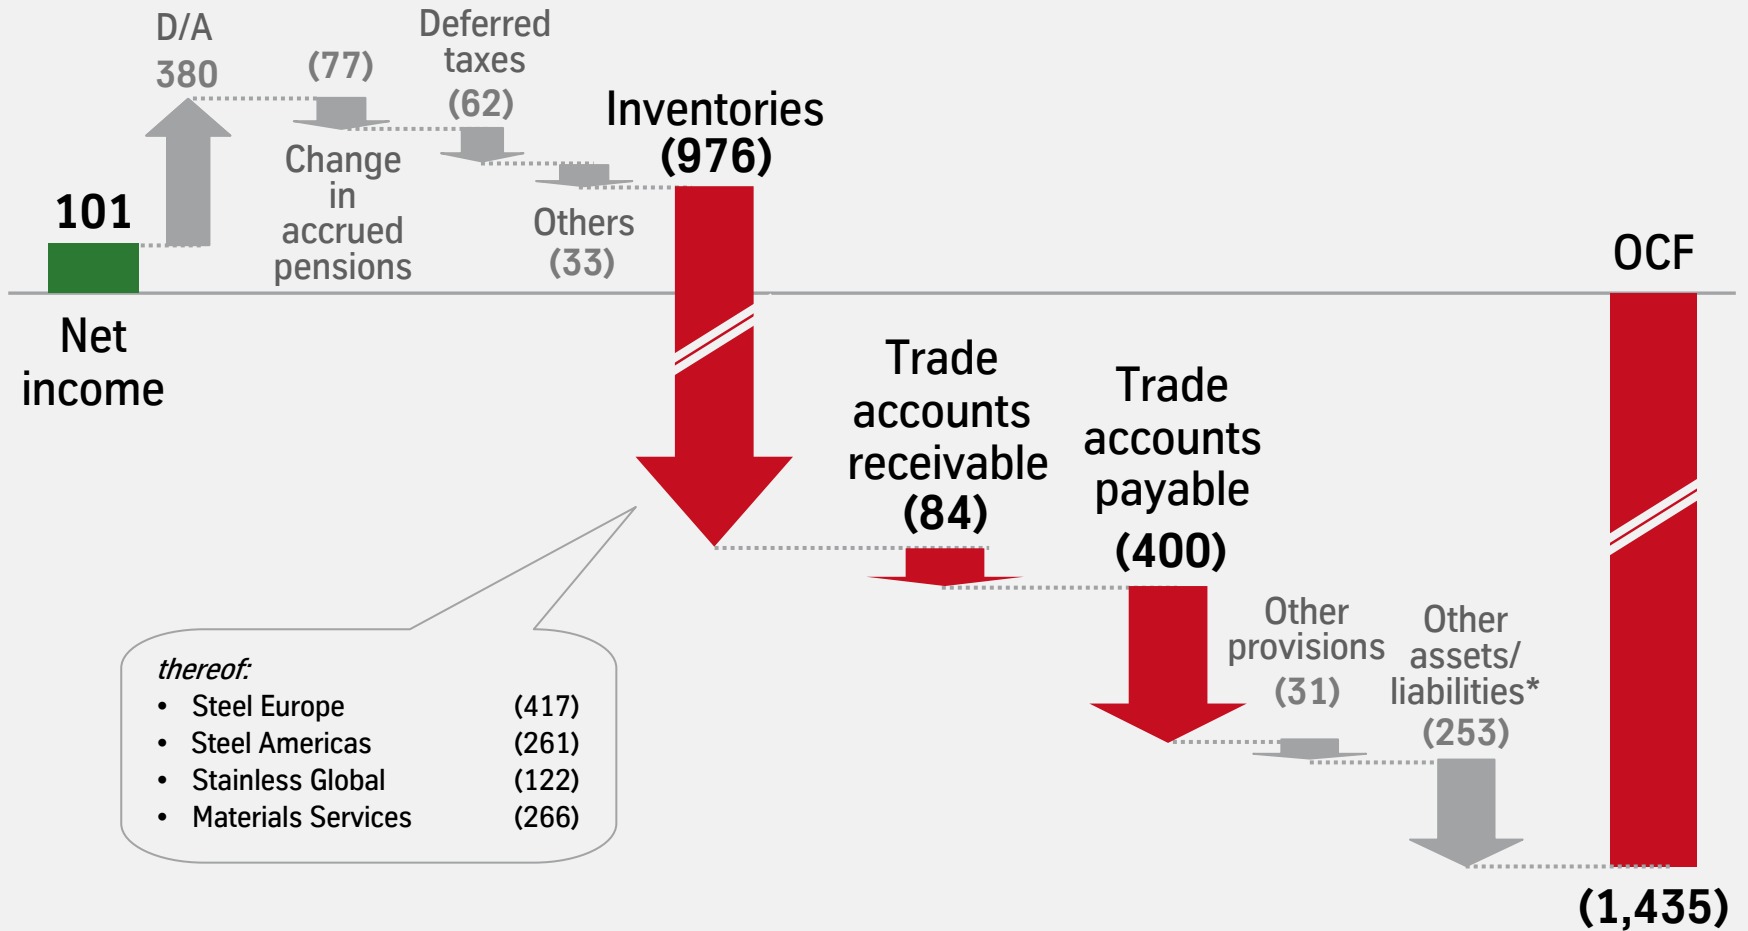 D/A
380
(77)
Change
in
accrued
pensions
Deferred
taxes
(62)
Others
(33)
Inventories
(976)
101
Net
income
OCF
Trade
accounts
receivable
(84)
Trade
accounts
payable
(400)
Other
provisions
(31)
Other
assets/
liabilities*
(253)
thereof:
• Steel Europe (417)
• Steel Americas (261)
• Stainless Global (122)
• Materials Services (266)
(1,435)